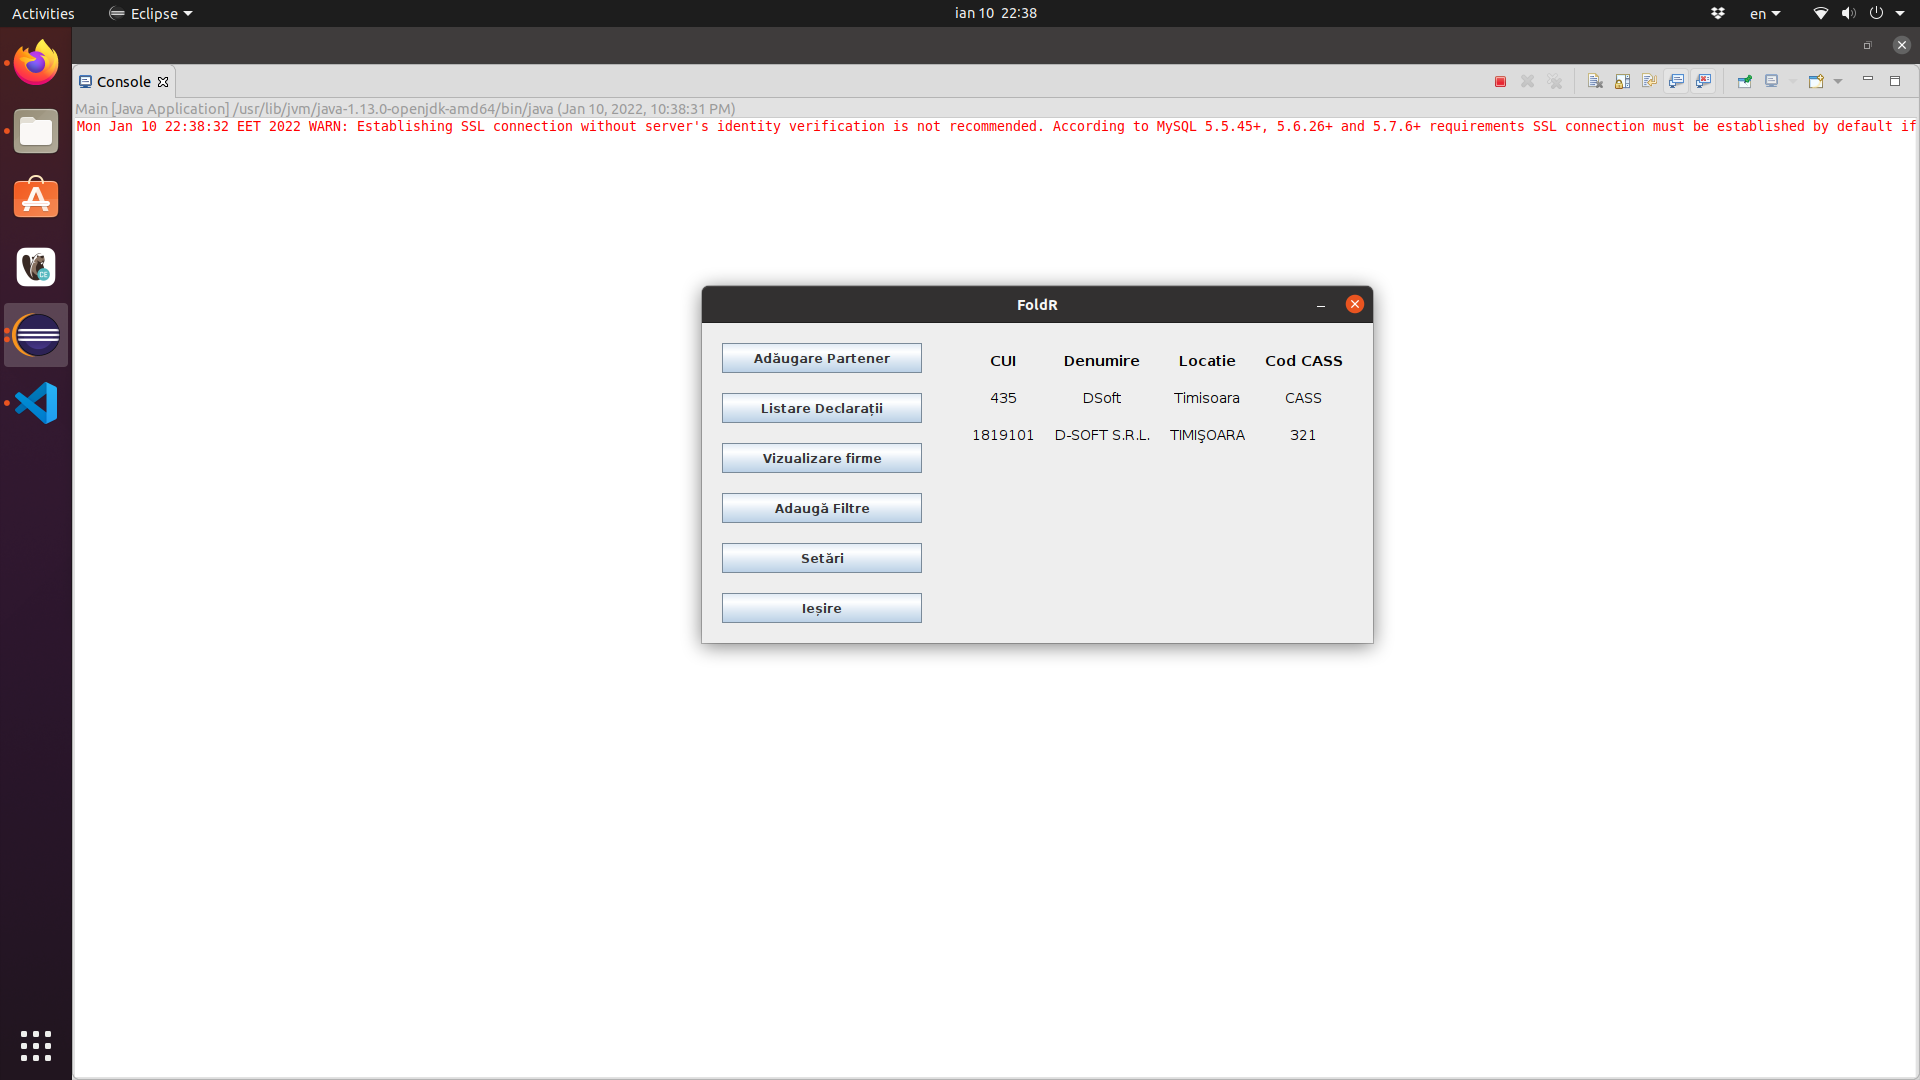 Activities
Eclipse
ian 10 22:38
en
Console
Main [Java Application] /usr/lib/jvm/java-1.13.0-openjdk-amd64/bin/java (Jan 10, 2022, 10:38:31 PM)
Mon Jan 10 22:38:32 EET 2022 WARN: Establishing SSL connection without server's identity verification is not recommended. According to MySQL 5.5.45+, 5.6.26+ and 5.7.6+ requirements SSL connection must be established by default if
FoldR
Adăugare Partener
Listare Declarații
Vizualizare firme
Adaugă Filtre
Setări
Ieșire
CUI Denumire Locatie Cod CASS
435 DSoft Timisoara CASS
1819101 D-SOFT S.R.L. TIMIŞOARA 321